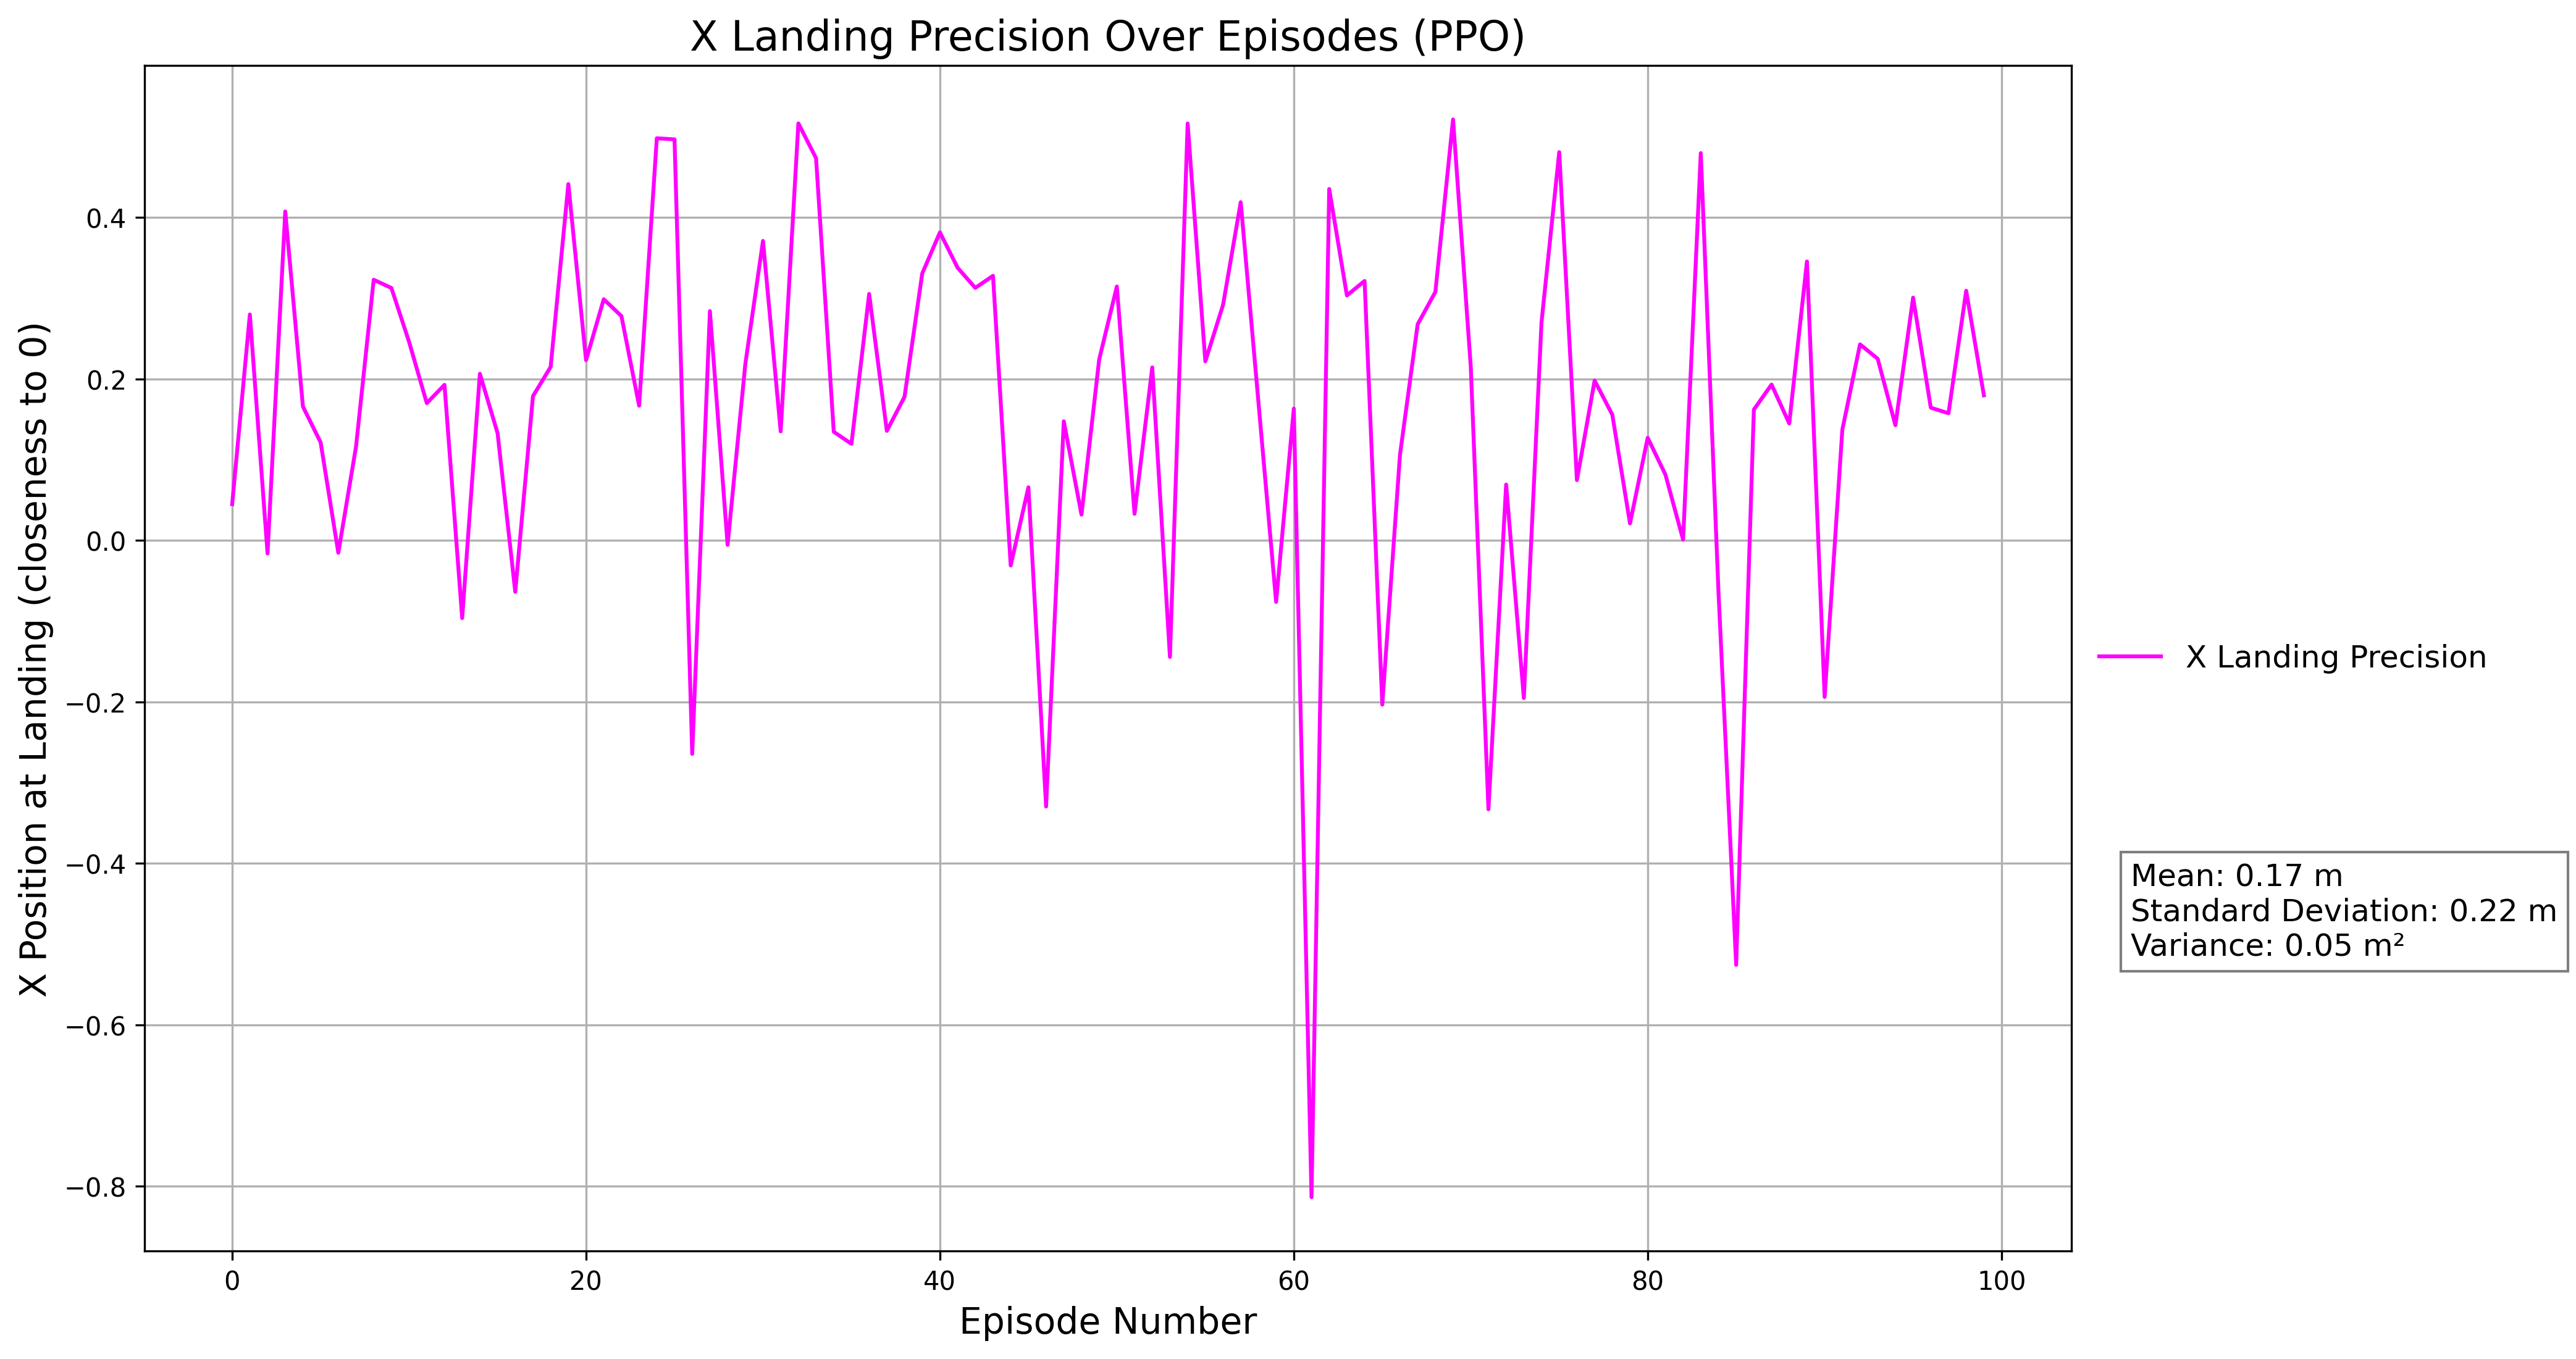 X Landing Precision Over Episodes (PPO)
X Position at Landing (closeness to 0)
0.4
0.2
0.0
−0.2
−0.4
−0.6
−0.8
0 20 40 60 80 100
Episode Number
X Landing Precision
Mean: 0.17 m
Standard Deviation: 0.22 m
Variance: 0.05 m²